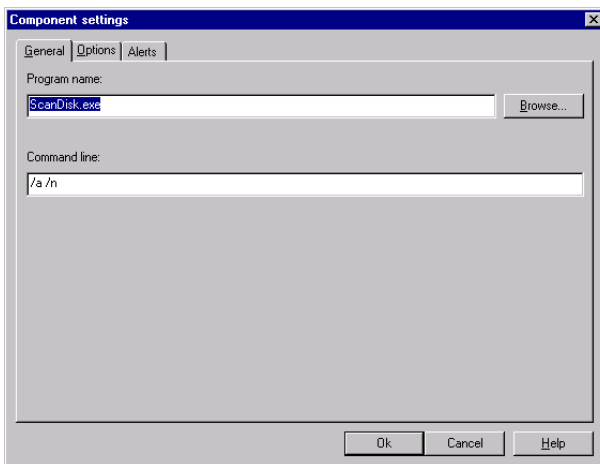 Component settings
General Options Alerts
Program name:
ScanDisk.exe Browse...
Command line:
/a /n
Ok Cancel Help